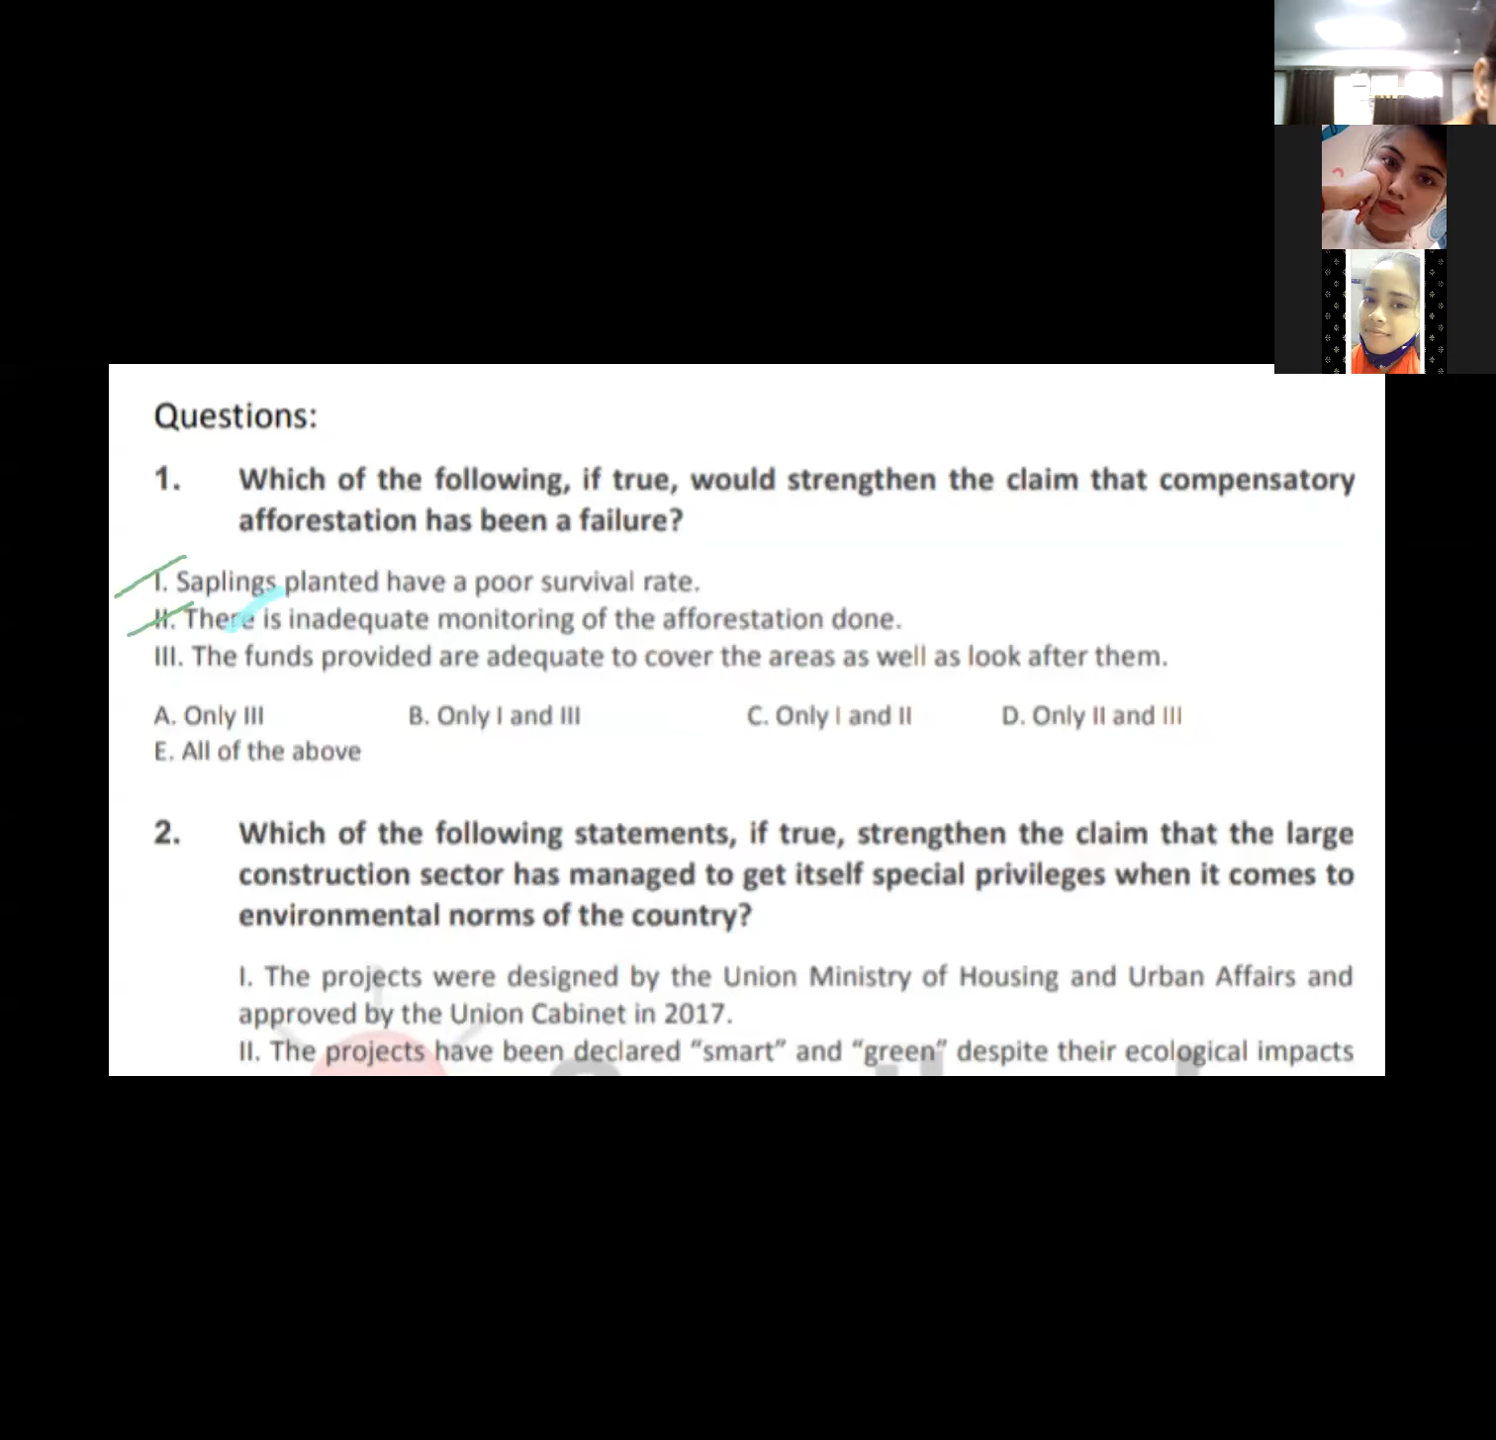 Questions:
1. Which of the following, if true, would strengthen the claim that compensatory
afforestation has been a failure?
I. Saplings planted have a poor survival rate.
II. There is inadequate monitoring of the afforestation done.
III. The funds provided are adequate to cover the areas as well as look after them.
A. Only III B. Only I and III C. Only I and II D. Only II and III
E. All of the above
2. Which of the following statements, if true, strengthen the claim that the large
construction sector has managed to get itself special privileges when it comes to
environmental norms of the country?
I. The projects were designed by the Union Ministry of Housing and Urban Affairs and
approved by the Union Cabinet in 2017.
II. The projects have been declared “smart” and “green” despite their ecological impacts